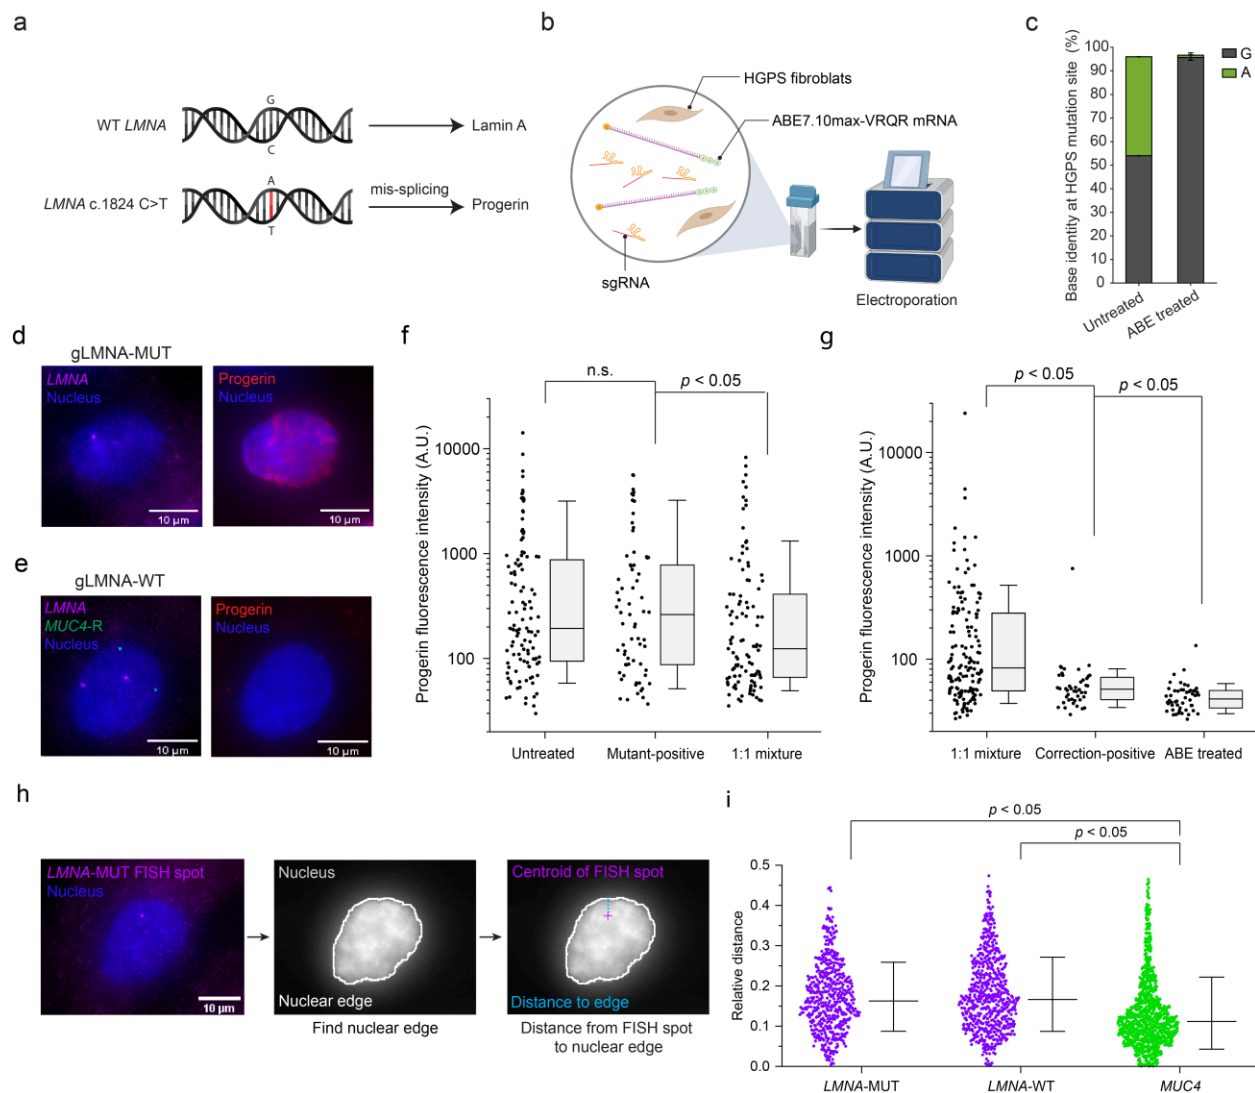 a
WT LMNA
G
C
Lamin A
LMNA c.1824 C>T
A
T
mis-splicing
Progerin
b
HGPS fibroblats
ABE7.10max-VRQR mRNA
sgRNA
Electroporation
c
Base identity at HGPS mutation site (%)
100
90
80
70
60
50
40
30
20
10
0
G
A
Untreated
ABE treated
d
gLMNA-MUT
LMNA
Nucleus
10 µm
Progerin
Nucleus
10 µm
e
gLMNA-WT
LMNA
MUC4-R
Nucleus
10 µm
Progerin
Nucleus
10 µm
f
n.s.
p < 0.05
Progerin fluorescence intensity (A.U.)
10000
1000
100
Untreated
Mutant-positive
1:1 mixture
g
p < 0.05
p < 0.05
Progerin fluorescence intensity (A.U.)
10000
1000
100
1:1 mixture
Correction-positive
ABE treated
h
LMNA-MUT FISH spot
Nucleus
10 µm
Nucleus
Nuclear edge
Find nuclear edge
Centroid of FISH spot
Distance to edge
Distance from FISH spot
to nuclear edge
i
p < 0.05
p < 0.05
Relative distance
0.5
0.4
0.3
0.2
0.1
0.0
LMNA-MUT
LMNA-WT
MUC4